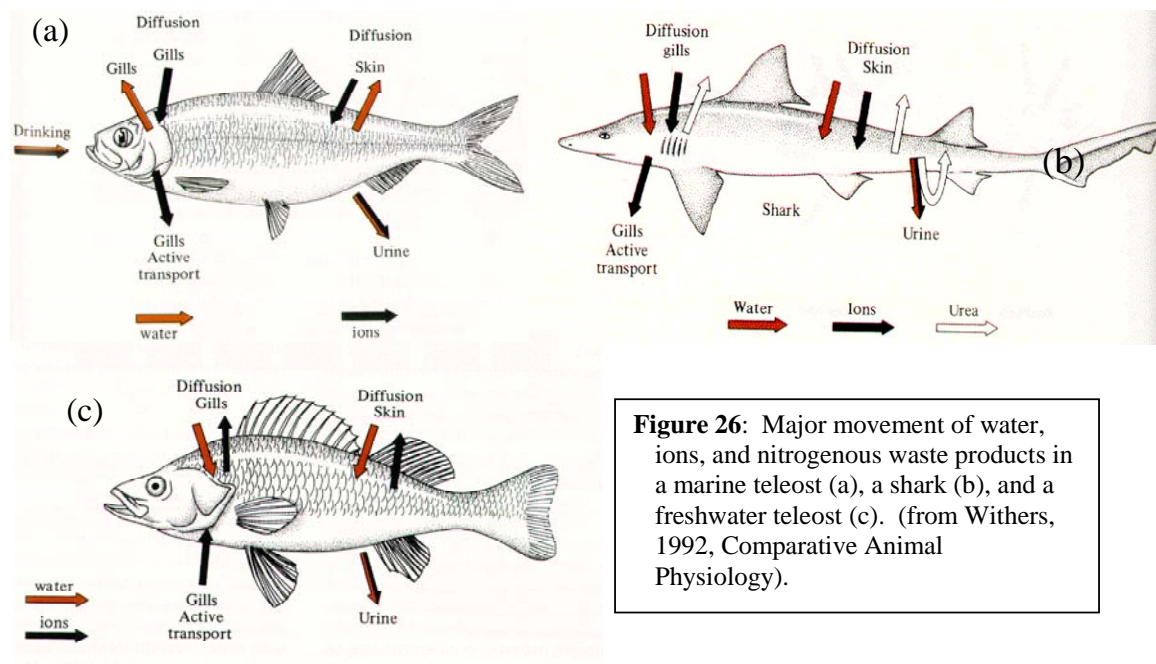 (a)
Diffusion
Gills
Gills
Diffusion
Skin
Drinking
Gills
Active
transport
Urine
water
ions
Diffusion
gills
Diffusion
Skin
(b)
Shark
Gills
Active
transport
Urine
Water
Ions
Urea
(c)
Diffusion
Gills
Diffusion
Skin
water
ions
Gills
Active
transport
Urine
Figure 26: Major movement of water,
ions, and nitrogenous waste products in
a marine teleost (a), a shark (b), and a
freshwater teleost (c). (from Withers,
1992, Comparative Animal
Physiology).